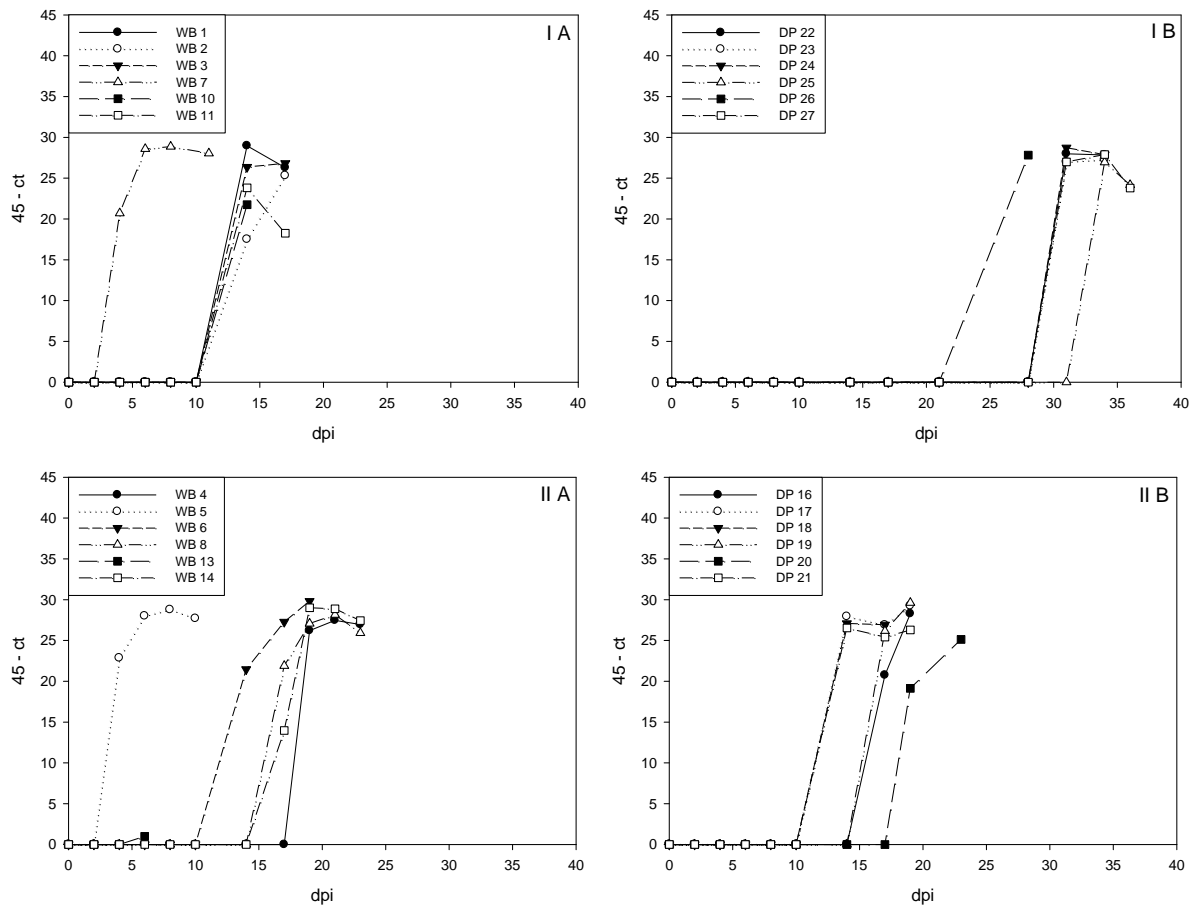 I A
WB 1
WB 2
WB 3
WB 7
WB 10
WB 11
45 - ct
45
40
35
30
25
20
15
10
5
0
0 5 10 15 20 25 30 35 40
dpi
I B
DP 22
DP 23
DP 24
DP 25
DP 26
DP 27
45 - ct
45
40
35
30
25
20
15
10
5
0
0 5 10 15 20 25 30 35 40
dpi
II A
WB 4
WB 5
WB 6
WB 8
WB 13
WB 14
45 - ct
45
40
35
30
25
20
15
10
5
0
0 5 10 15 20 25 30 35 40
dpi
II B
DP 16
DP 17
DP 18
DP 19
DP 20
DP 21
45 - ct
45
40
35
30
25
20
15
10
5
0
0 5 10 15 20 25 30 35 40
dpi